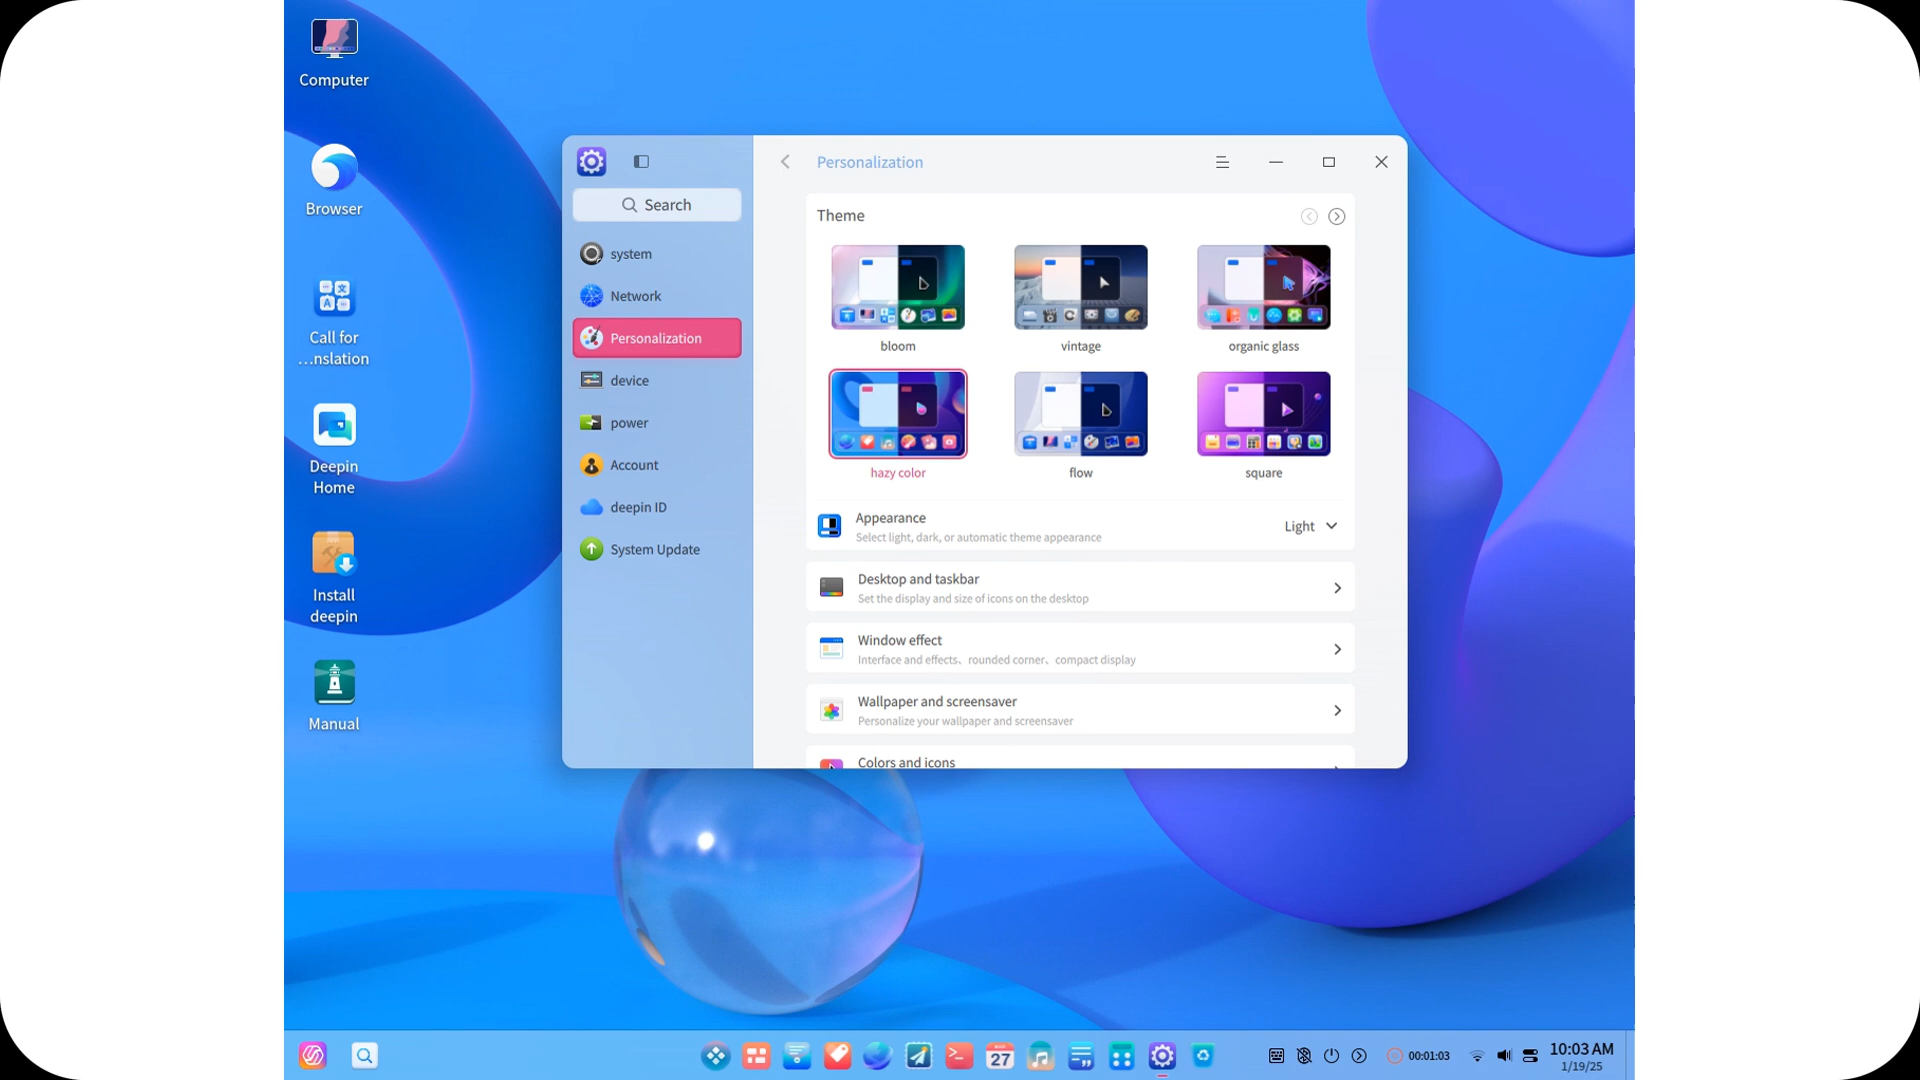 Computer
Browser
Call for
...nslation
Deepin
Home
Install
deepin
Manual
Search
system
Network
Personalization
device
power
Account
deepin ID
System Update
Personalization
Theme
bloom
vintage
organic glass
hazy color
flow
square
Appearance
Select light, dark, or automatic theme appearance
Light
Desktop and taskbar
Set the display and size of icons on the desktop
Window effect
Interface and effects、rounded corner、compact display
Wallpaper and screensaver
Personalize your wallpaper and screensaver
Colors and icons
27
00:01:03
10:03 AM
1/19/25